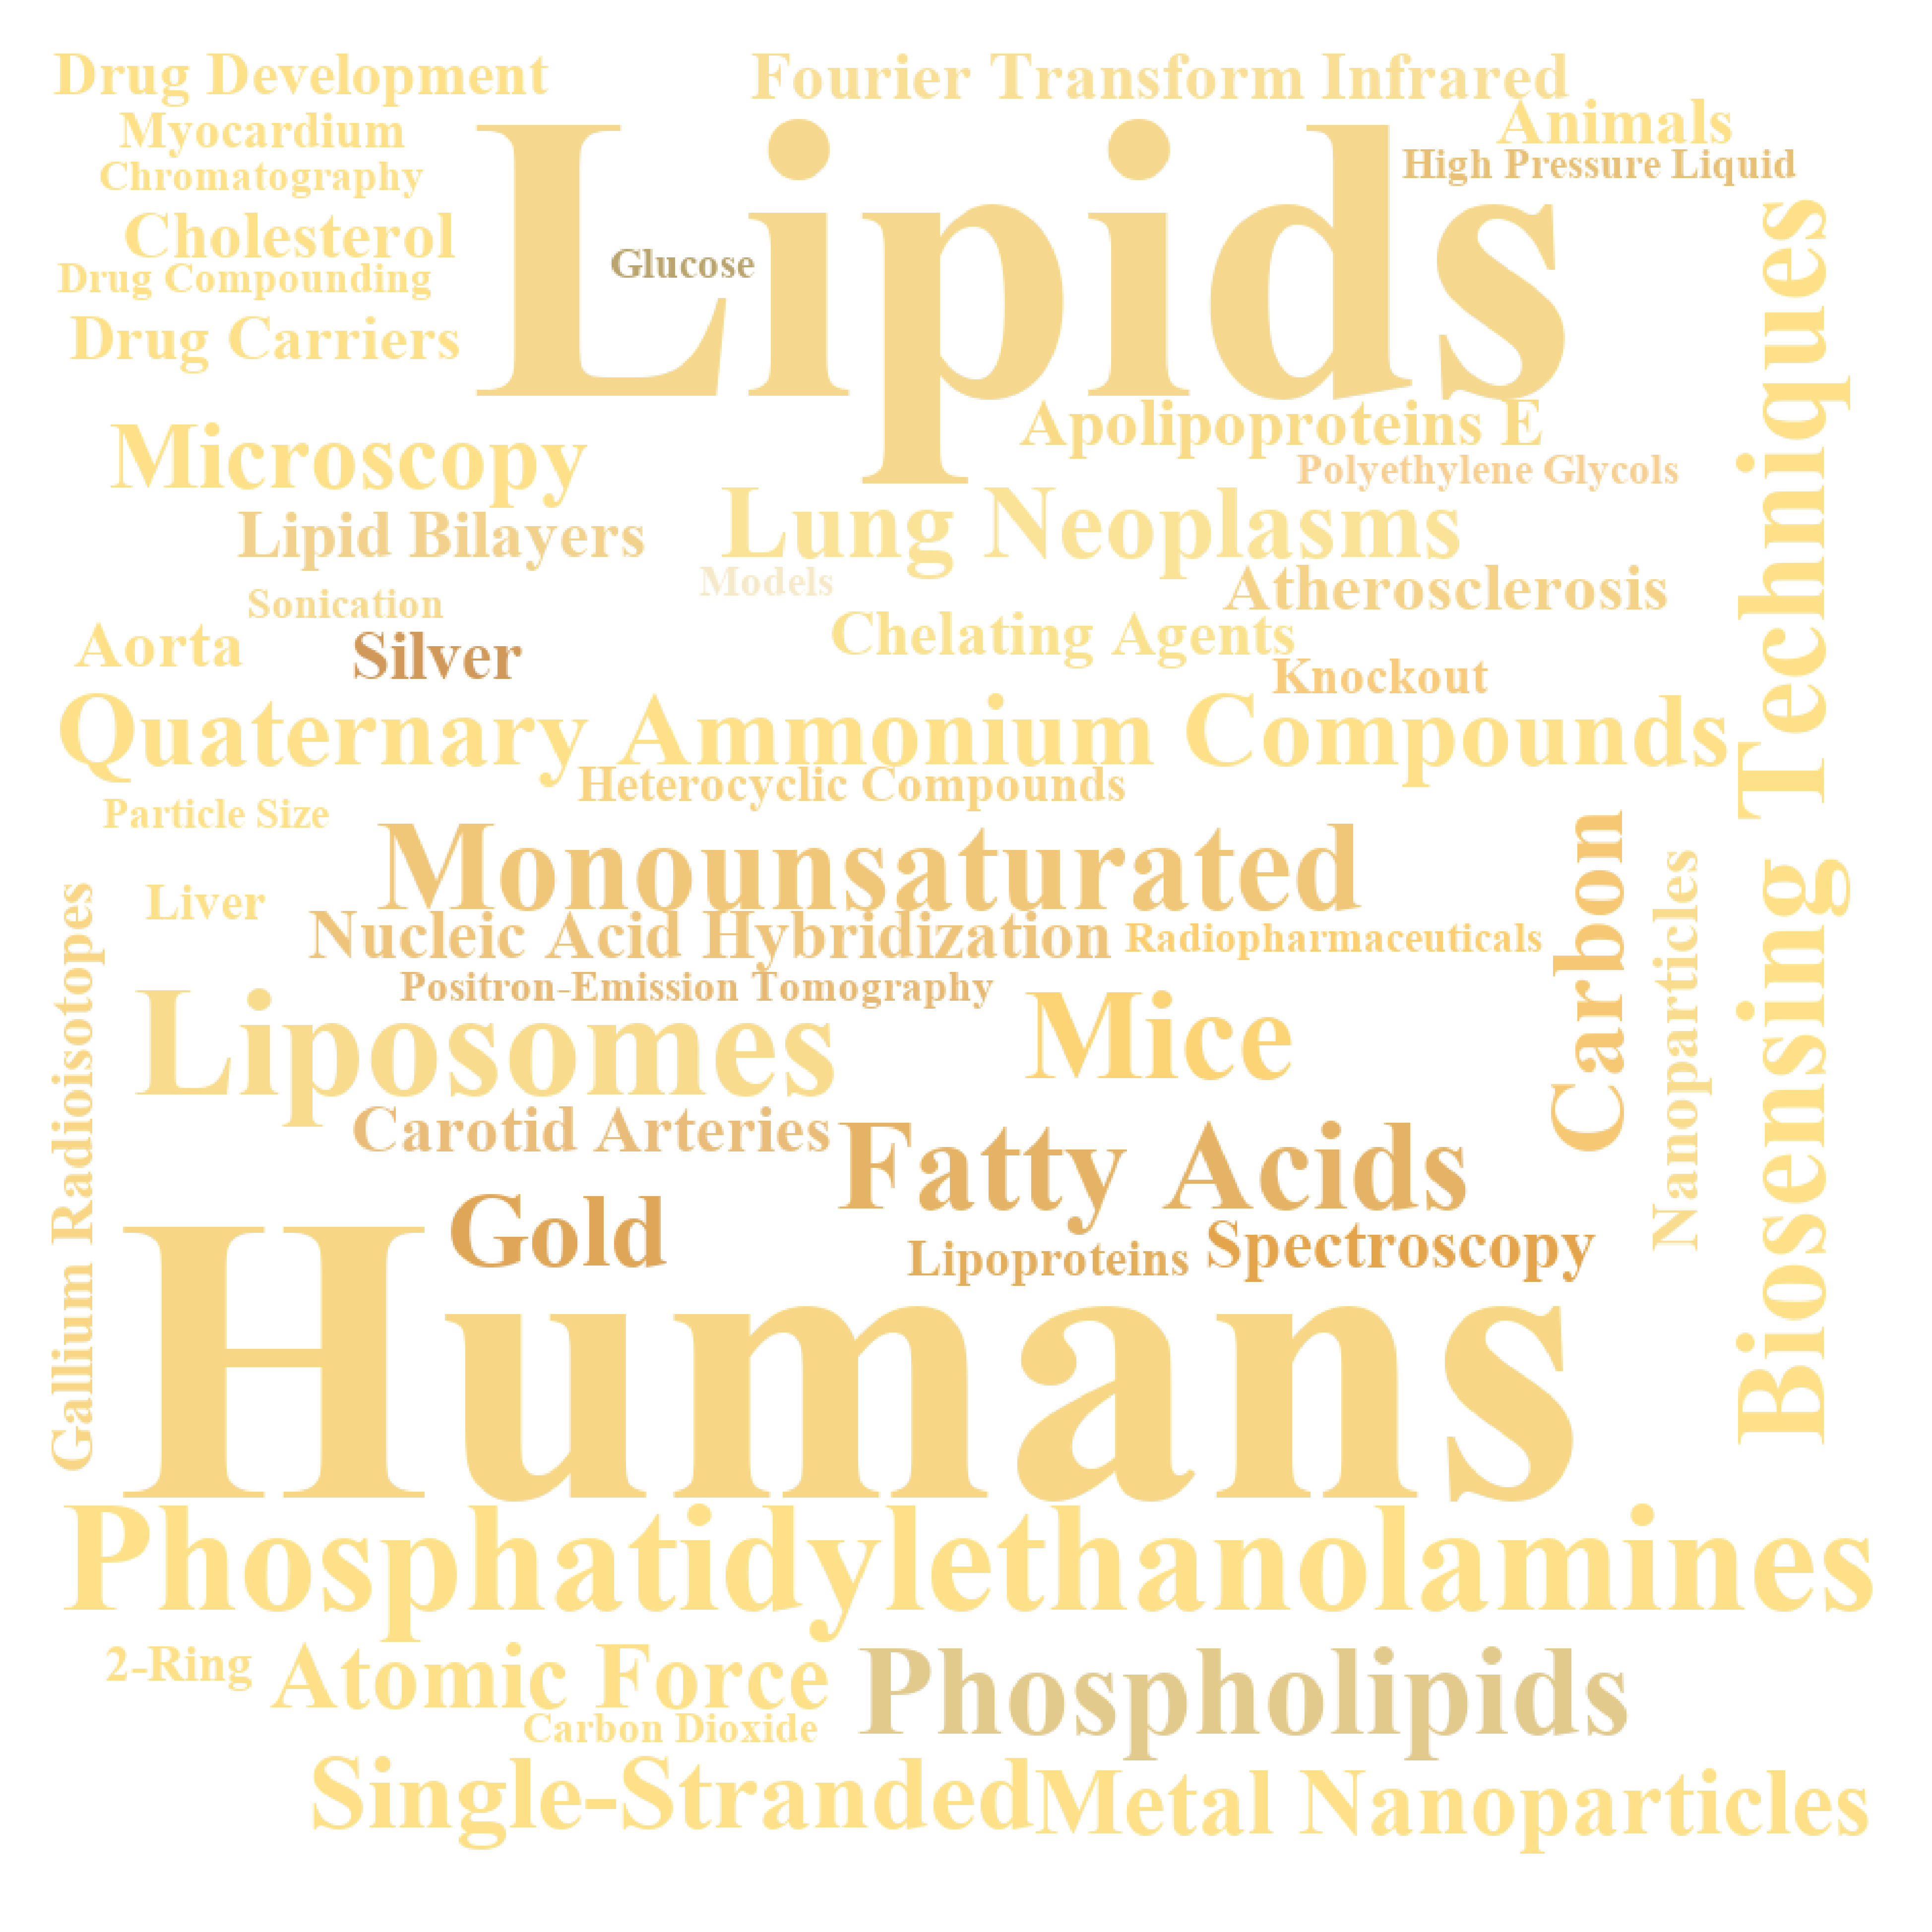 Drug Development
Fourier Transform Infrared
Myocardium
Animals
Chromatography
High Pressure Liquid
Lipids
Cholesterol
Glucose
Drug Compounding
Drug Carriers
Biosensing Techniques
Microscopy
Apolipoproteins E
Polyethylene Glycols
Lipid Bilayers
Lung Neoplasms
Models
Atherosclerosis
Sonication
Aorta
Silver
Chelating Agents
Knockout
Quaternary Ammonium Compounds
Heterocyclic Compounds
Particle Size
Monounsaturated
Carbon
Nanoparticles
Liver
Nucleic Acid Hybridization
Radiopharmaceuticals
Gallium Radioisotopes
Positron-Emission Tomography
Liposomes
Mice
Carotid Arteries
Fatty Acids
Gold
Lipoproteins
Spectroscopy
Humans
Phosphatidylethanolamines
2-Ring
Atomic Force
Phospholipids
Carbon Dioxide
Single-Stranded
Metal Nanoparticles